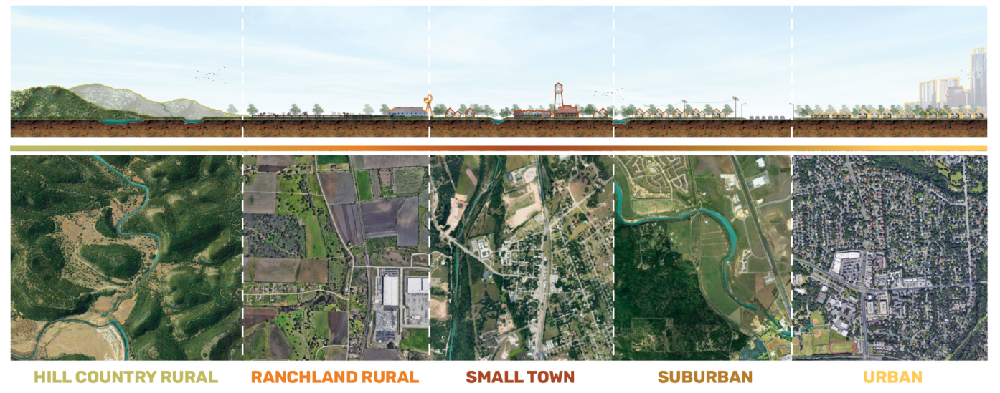 HILL COUNTRY RURAL
RANCHLAND RURAL
SMALL TOWN
SUBURBAN
URBAN